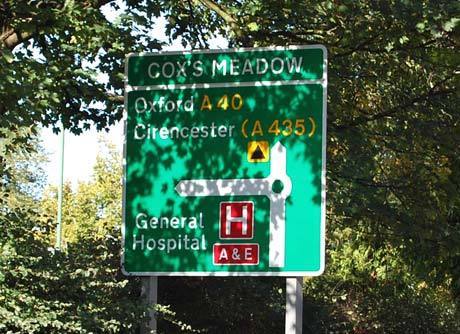 COX'S MEADOW
Oxford A 40
Cirencester (A 435)
General H
Hospital A & E